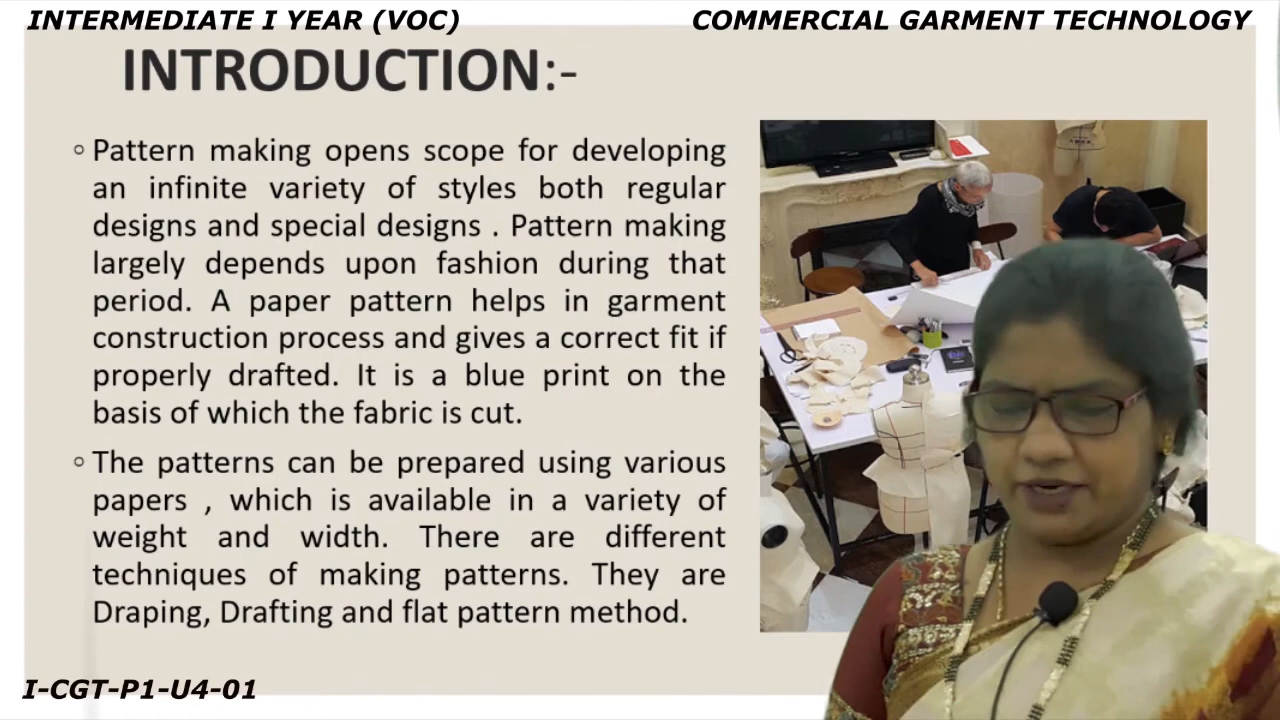 INTERMEDIATE I YEAR (VOC)
COMMERCIAL GARMENT TECHNOLOGY
INTRODUCTION:-
◦ Pattern making opens scope for developing
an infinite variety of styles both regular
designs and special designs . Pattern making
largely depends upon fashion during that
period. A paper pattern helps in garment
construction process and gives a correct fit if
properly drafted. It is a blue print on the
basis of which the fabric is cut.
◦ The patterns can be prepared using various
papers , which is available in a variety of
weight and width. There are different
techniques of making patterns. They are
Draping, Drafting and flat pattern method.
I-CGT-P1-U4-01